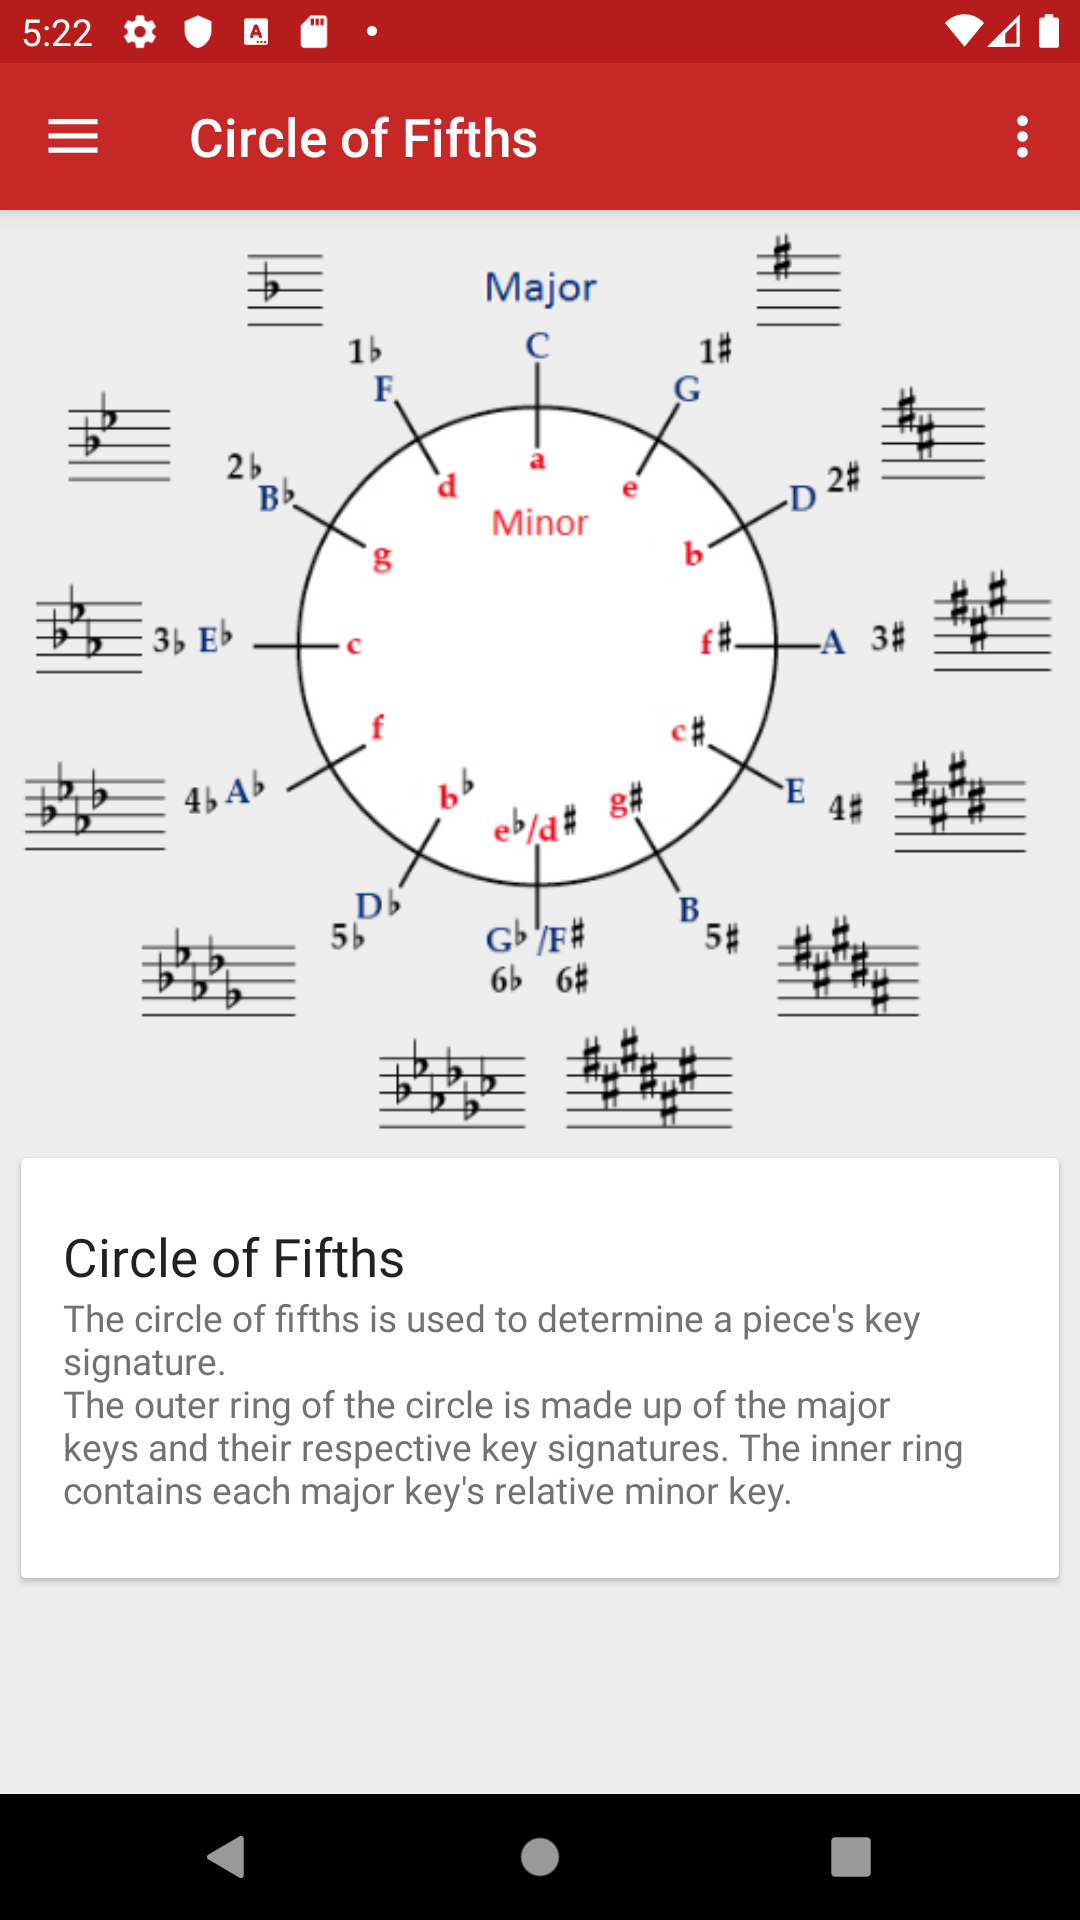 5:22
Circle of Fifths
Major
C
1♭
F
1♯
G
a
d
e
Minor
2♭
B♭
D
2♯
g
b
3♭ E♭
c
f♯
A
3♯
f
c♯
4♭ A♭
E
4♯
b♭
g♯
e♭/d♯
D♭
5♭
B
5♯
G♭/F♯
6♭ 6♯
Circle of Fifths
The circle of fifths is used to determine a piece's key
signature.
The outer ring of the circle is made up of the major
keys and their respective key signatures. The inner ring
contains each major key's relative minor key.